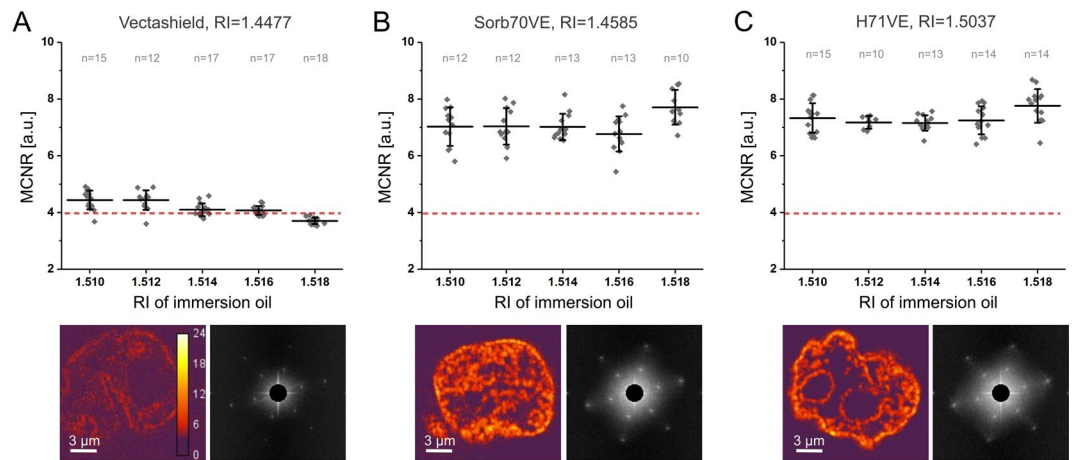 A
Vectashield, RI=1.4477
10
8
6
4
2
MCNR [a.u.]
n=15
n=12
n=17
n=17
n=18
1.510
1.512
1.514
1.516
1.518
RI of immersion oil
3 µm
24
18
12
6
0
B
Sorb70VE, RI=1.4585
10
8
6
4
2
MCNR [a.u.]
n=12
n=12
n=13
n=13
n=10
1.510
1.512
1.514
1.516
1.518
RI of immersion oil
3 µm
C
H71VE, RI=1.5037
10
8
6
4
2
MCNR [a.u.]
n=15
n=10
n=13
n=14
n=14
1.510
1.512
1.514
1.516
1.518
RI of immersion oil
3 µm